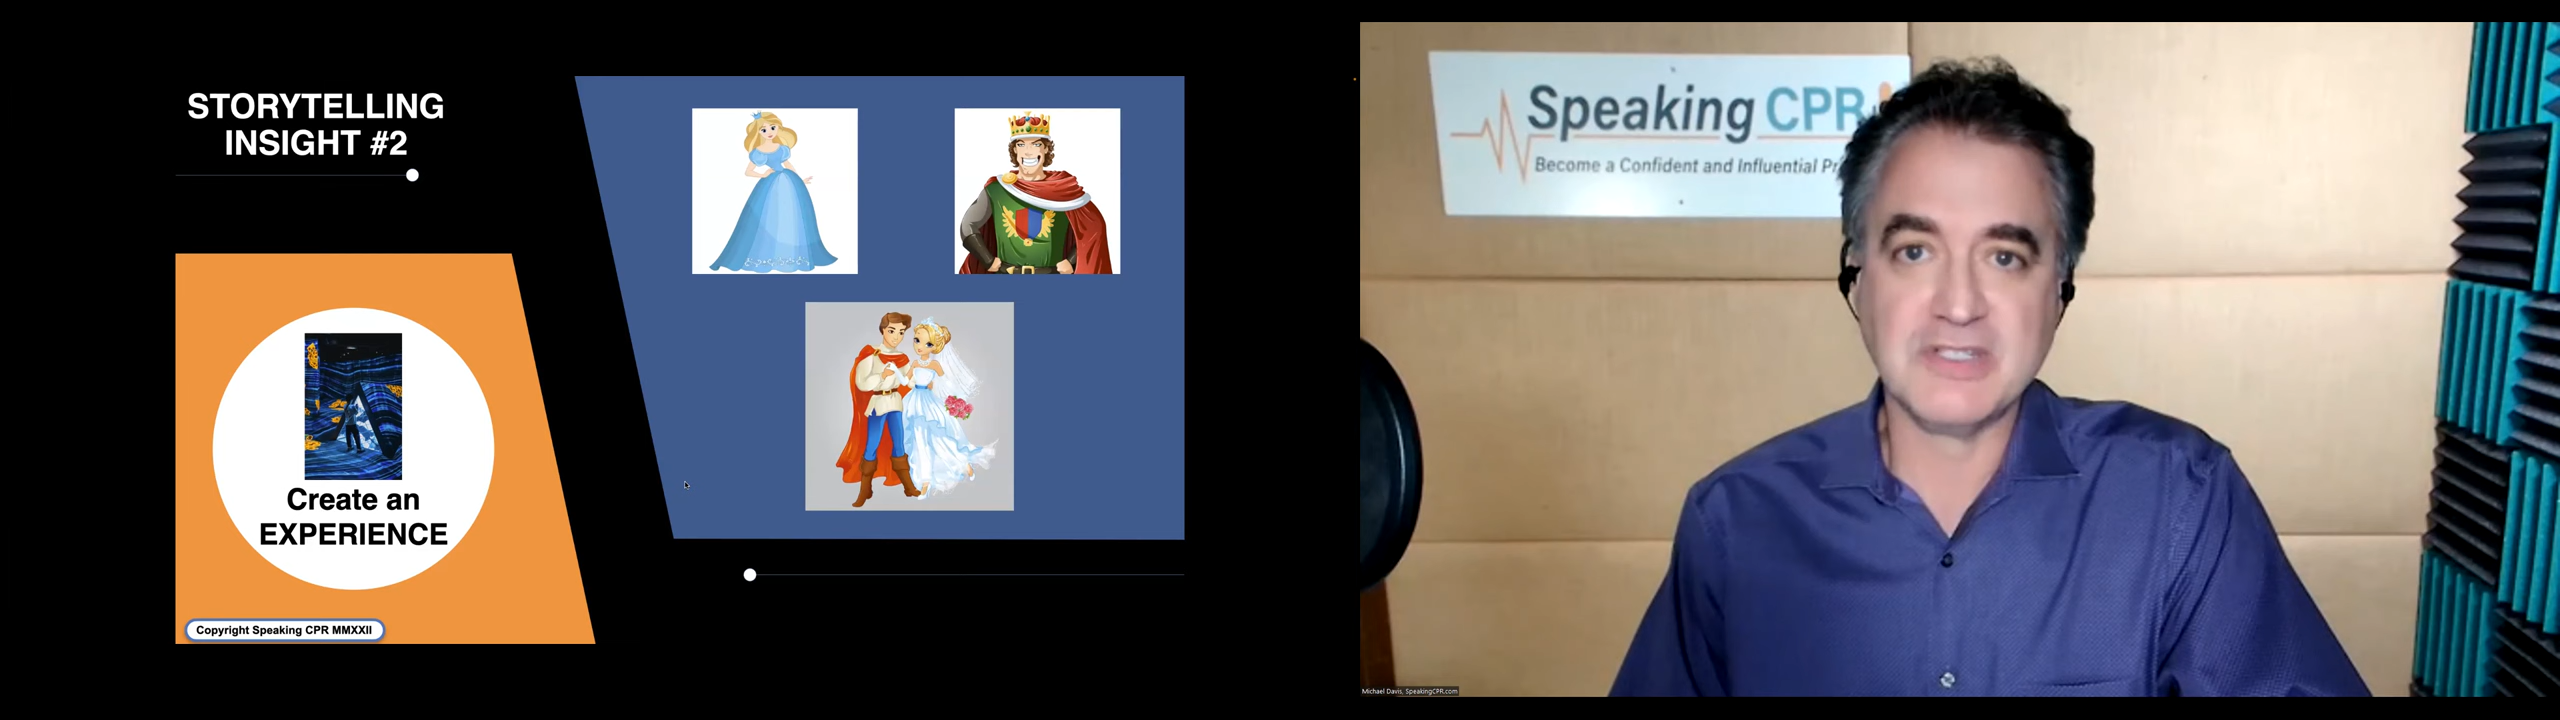 STORYTELLING
INSIGHT #2
Create an
EXPERIENCE
Copyright Speaking CPR MMXXII
Speaking CPR
Become a Confident and Influential
Michael Davis, SpeakingCPR.com